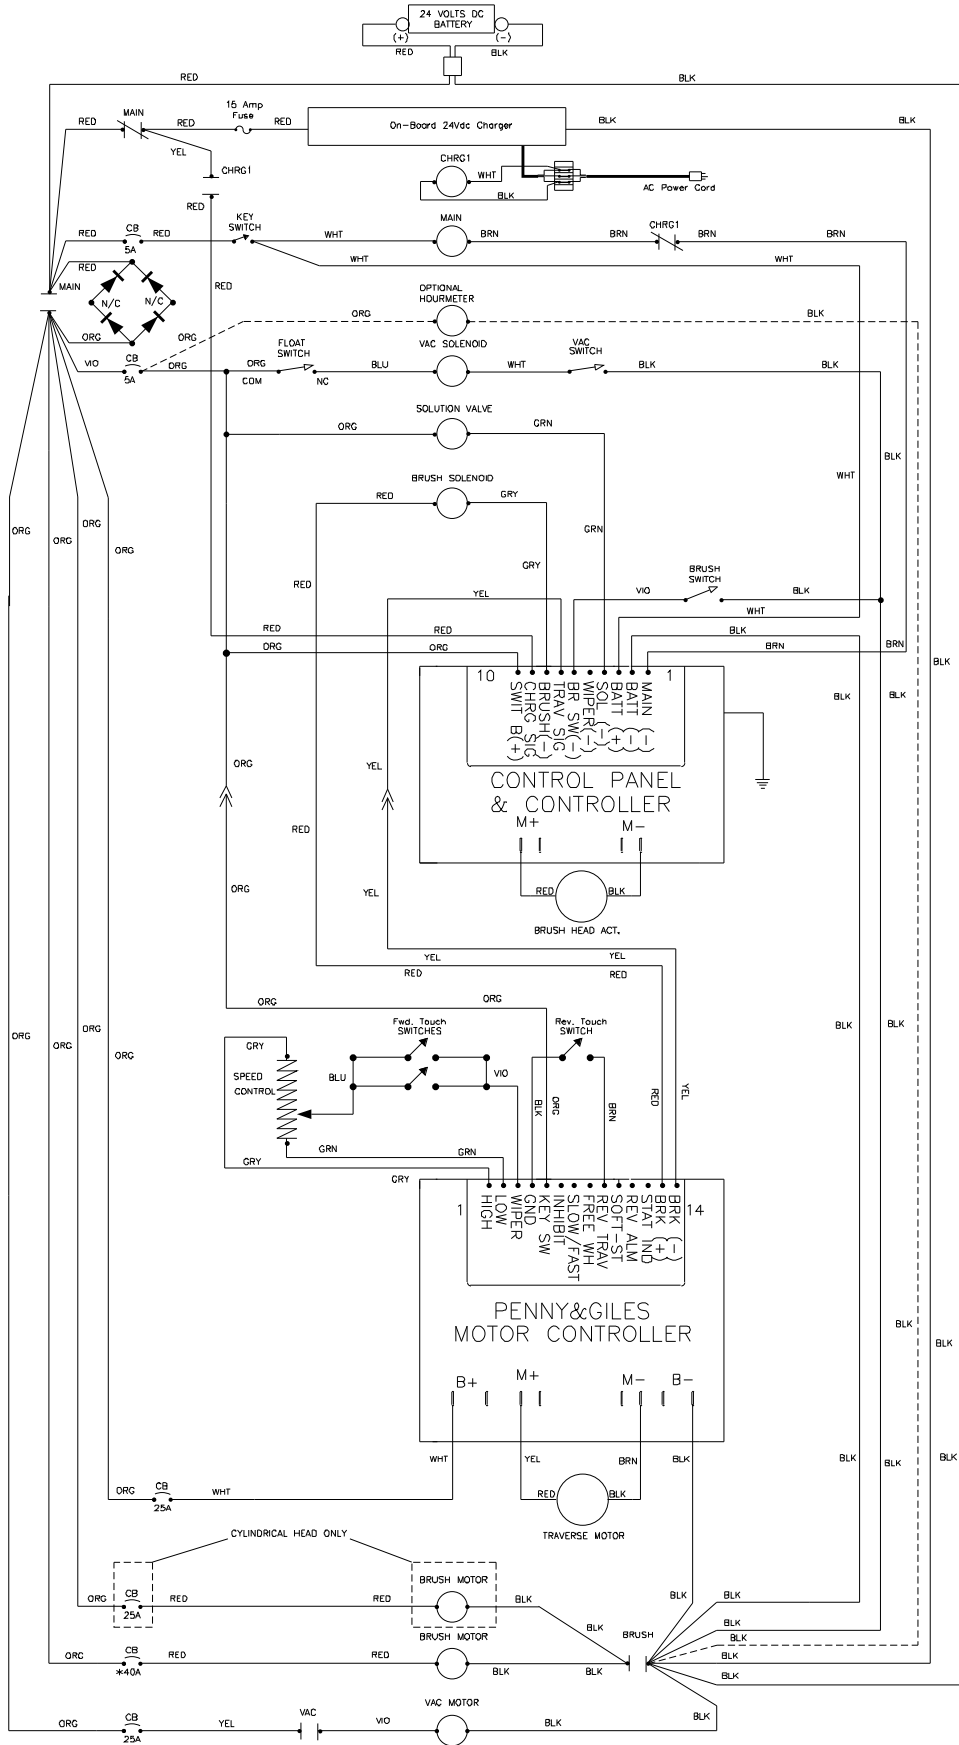 24 VOLTS DC
BATTERY
(+)
(-)
RED
BLK
RED
BLK
MAIN
15 Amp
Fuse
RED
RED
RED
On-Board 24Vdc Charger
BLK
BLK
YEL
CHRG1
CHRG1
WHT
BLK
AC Power Cord
RED
KEY
SWITCH
MAIN
CHRG1
RED
CB
RED
WHT
BRN
BRN
BRN
BRN
5A
WHT
WHT
RED
MAIN
RED
N/C
N/C
OPTIONAL
HOURMETER
ORG
BLK
ORG
ORG
FLOAT
SWITCH
VAC SOLENOID
VAC
SWITCH
VIO
CB
ORG
ORG
BLU
WHT
BLK
BLK
5A
COM
NC
SOLUTION VALVE
ORG
GRN
BLK
BRUSH SOLENOID
WHT
RED
GRY
ORG
ORG
ORG
ORG
GRN
GRY
BRUSH
SWITCH
RED
YEL
VIO
BLK
WHT
RED
RED
BLK
ORG
ORG
BRN
BRN
BLK
10
1
SWIT B(+)
CHRG SIG
BRUSH(-)
TRAV SIG
BR SW(-)
WIPER(-)
SOL (-)
BATT (+)
BATT (-)
MAIN (-)
BLK
BLK
ORG
YEL
CONTROL PANEL
& CONTROLLER
M+
M-
RED
ORG
YEL
RED
BLK
BRUSH HEAD ACT.
YEL
YEL
RED
RED
ORG
ORG
Fwd. Touch
SWITCHES
Rev. Touch
SWITCH
ORG
ORG
ORG
ORG
BLK
BLK
GRY
SPEED
CONTROL
BLU
VIO
BLK
ORG
BRN
RED
YEL
GRN
GRN
GRY
GRY
1
14
HIGH
LOW
WIPER
GND
KEY SW
INHIBIT
SLOW/FAST
FREE WH
REV TRAV
SOFT-ST
REV ALM
STAT IND
BRK (+)
BRK (-)
PENNY&GILES
MOTOR CONTROLLER
BLK
BLK
B+
M+
M-
B-
WHT
YEL
BRN
BLK
BLK
BLK
BLK
ORG
CB
WHT
25A
RED
BLK
TRAVERSE MOTOR
CYLINDRICAL HEAD ONLY
BRUSH MOTOR
ORG
CB
RED
RED
BLK
BLK
BLK
25A
BLK
BLK
BRUSH
BLK
BRUSH MOTOR
ORG
CB
RED
RED
BLK
BLK
BLK
*40A
BLK
VAC MOTOR
ORG
CB
YEL
VAC
VIO
BLK
BLK
25A